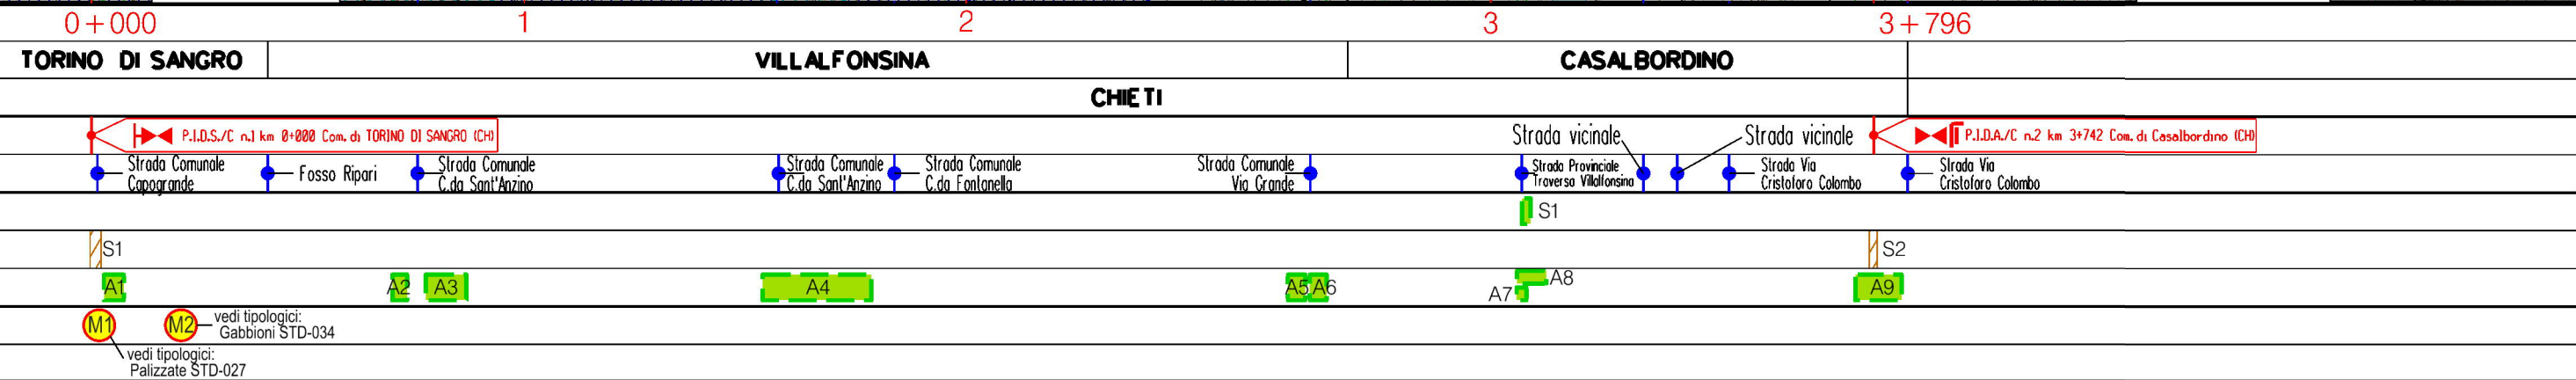 0+000 1 2 3 3+796
TORINO DI SANGRO VILLALFONSINA CASALBORDINO
CHIETI
P.I.D.S./C n.1 km 0+000 Com. di TORINO DI SANGRO (CH)
Strada vicinale
Strada vicinale
P.I.D.A./C n.2 km 3+742 Com. di Casalbordino (CH)
Strada Comunale
Capogrande
Fosso Ripari
Strada Comunale
C.da Sant'Anzino
Strada Comunale
C.da Sant'Anzino
Strada Comunale
C.da Fontanella
Strada Comunale
Via Grande
Strada Provinciale
Traversa Villalfonsina
Strada Via
Cristoforo Colombo
Strada Via
Cristoforo Colombo
S1
S1 S2
A1 A2 A3 A4 A5 A6 A7 A8 A9
M1 M2
vedi tipologici:
Gabbioni STD-034
vedi tipologici:
Palizzate STD-027